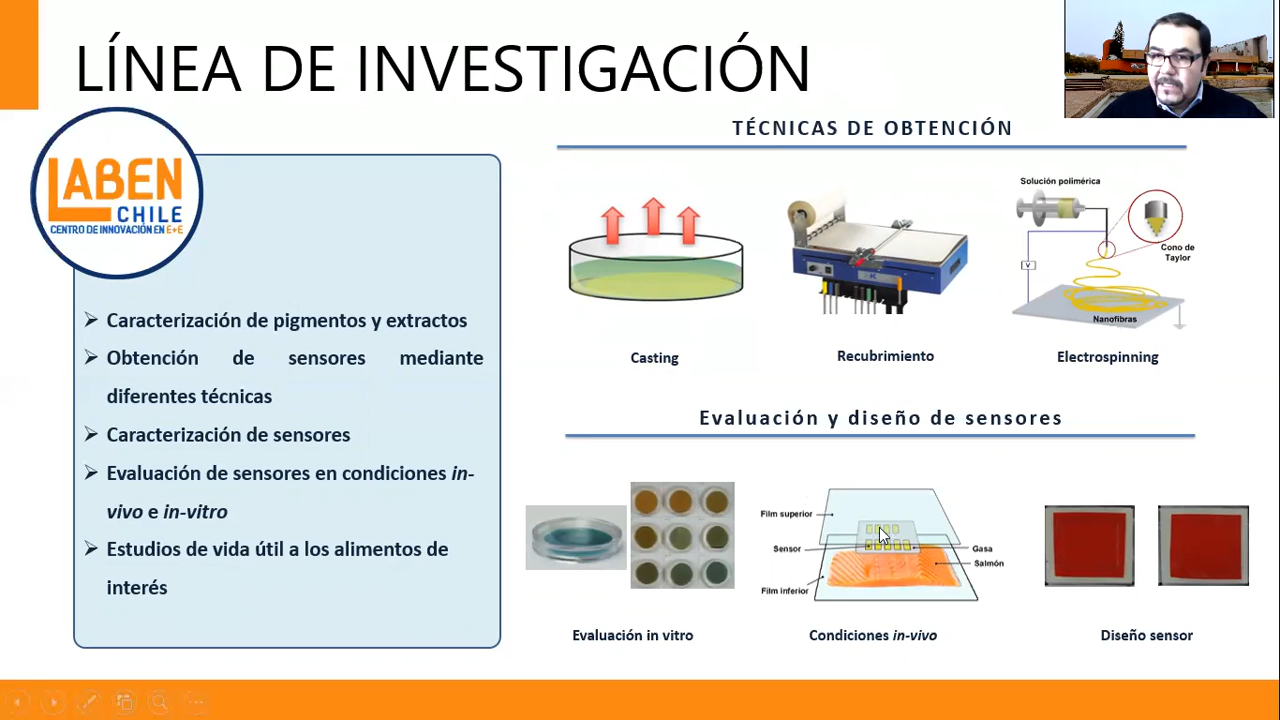 LÍNEA DE INVESTIGACIÓN
LABEN
CHILE
CENTRO DE INNOVACIÓN EN E+E
Caracterización de pigmentos y extractos
Obtención de sensores mediante
diferentes técnicas
Caracterización de sensores
Evaluación de sensores en condiciones in-
vivo e in-vitro
Estudios de vida útil a los alimentos de
interés
TÉCNICAS DE OBTENCIÓN
Solución polimérica
Cono de
Taylor
V
Nanofibras
Casting
Recubrimiento
Electrospinning
Evaluación y diseño de sensores
Film superior
Sensor
Gasa
Salmón
Film inferior
Evaluación in vitro
Condiciones in-vivo
Diseño sensor